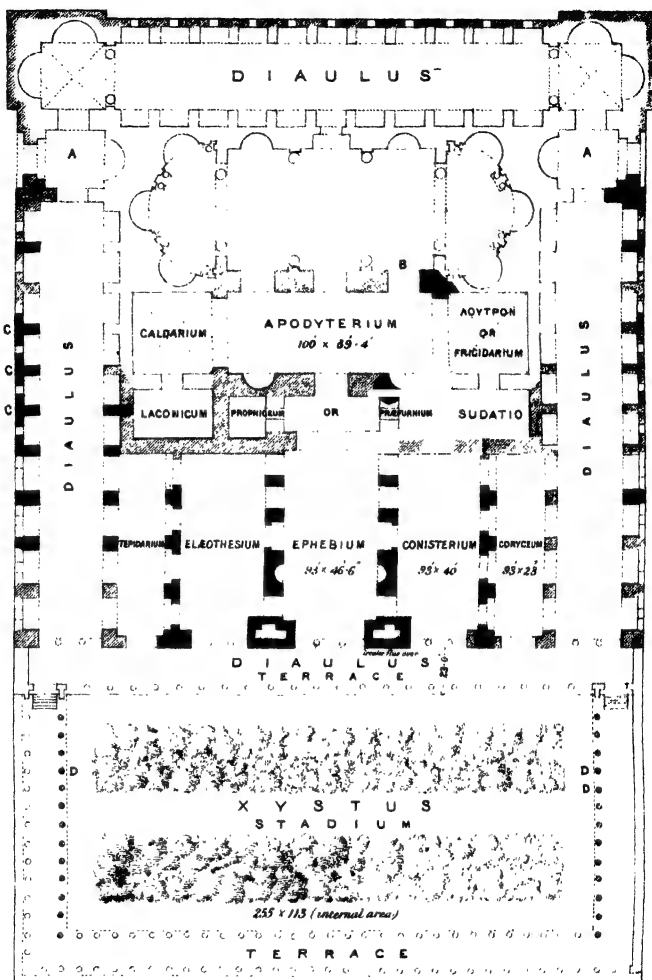 DIAULUS
A
A
B
CALDARIUM
APODYTERIUM
100' × 89'·4"
ΛΟΥΤΡΟΝ
OR
FRIGIDARIUM
C
C
C
DIAULUS
DIAULUS
LACONICUM
PROPNIGEUM
OR
PRÆFURNIUM
SUDATIO
TEPIDARIUM
ELÆOTHESIUM
EPHEBIUM
93' × 46·6"
CONISTERIUM
93' × 40'
CORYCEUM
93' × 23'
DIAULUS
TERRACE
D
D
D
XYSTUS
STADIUM
255 × 113 (internal area)
TERRACE